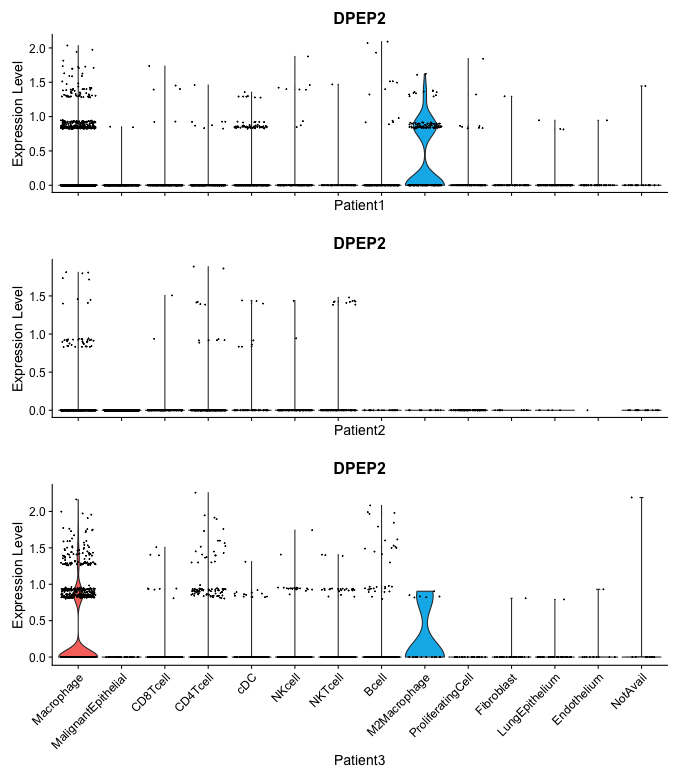 DPEP2
2.0
1.5
1.0
0.5
0.0
Expression Level
Patient1
DPEP2
1.5
1.0
0.5
0.0
Expression Level
Patient2
DPEP2
2.0
1.5
1.0
0.5
0.0
Expression Level
Macrophage
MalignantEpithelial
CD8Tcell
CD4Tcell
cDC
NKcell
NKTcell
Bcell
M2Macrophage
ProliferatingCell
Fibroblast
LungEpithelium
Endothelium
NotAvail
Patient3